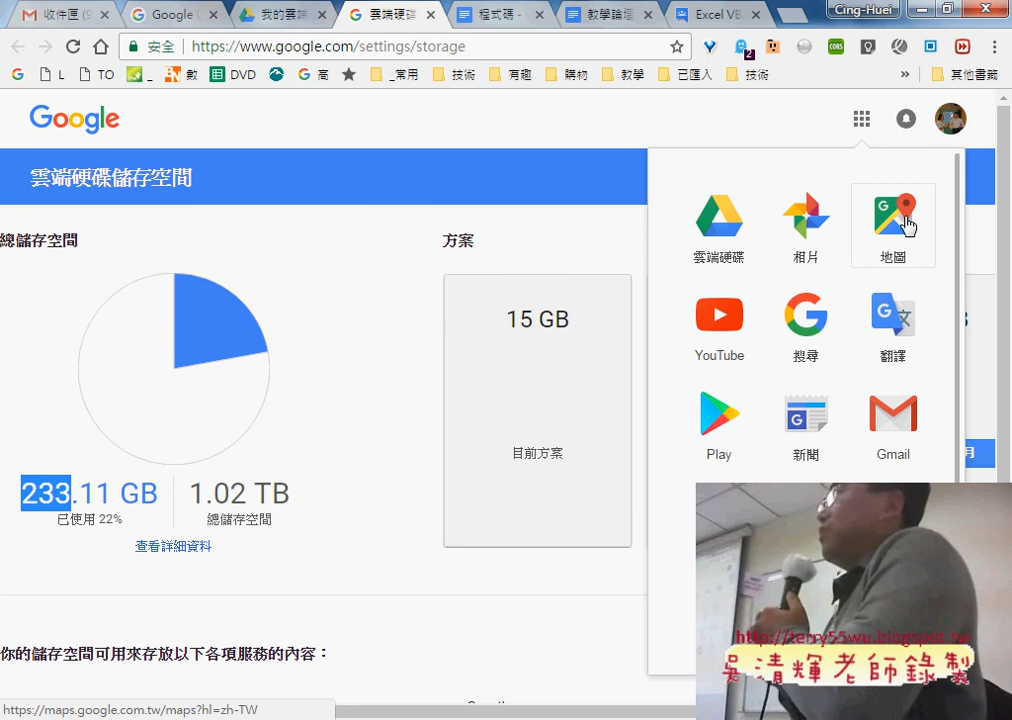 收件匣 (9
Google
我的雲端
雲端硬碟
程式碼 -
教學論壇
Excel VB
Cing-Huei
安全 | https://www.google.com/settings/storage
CORS
2
L
TO
_
數
DVD
高
_常用
技術
有趣
購物
教學
已匯入
技術
»
其他書籤
Google
雲端硬碟儲存空間
總儲存空間
方案
15 GB
目前方案
233.11 GB
已使用 22%
1.02 TB
總儲存空間
查看詳細資料
雲端硬碟
相片
地圖
YouTube
搜尋
翻譯
Play
新聞
Gmail
月
你的儲存空間可用來存放以下各項服務的內容：
http://terry55wu.blogspot.tw
吳清輝老師錄製
https://maps.google.com.tw/maps?hl=zh-TW